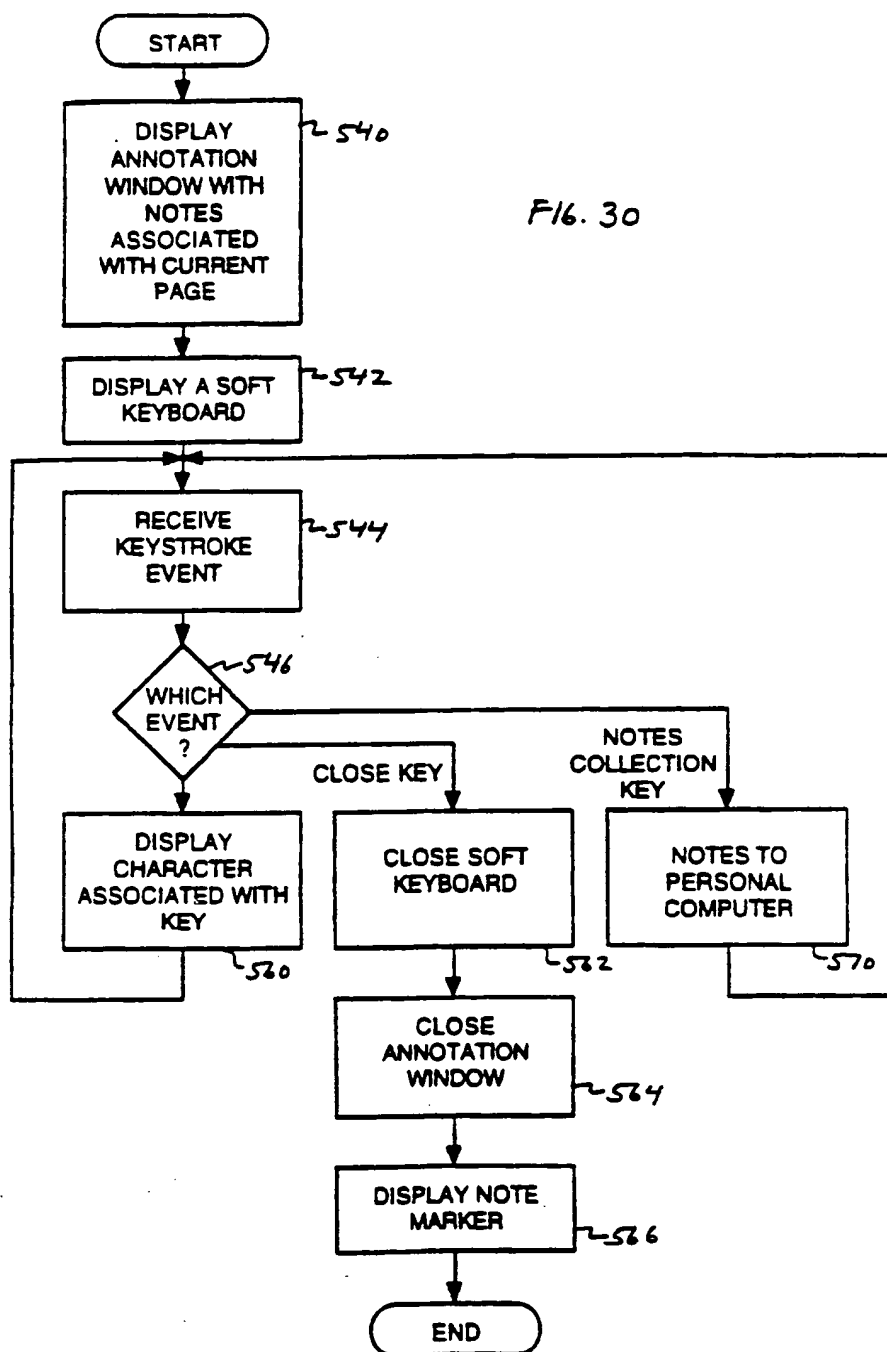 START
DISPLAY
ANNOTATION
WINDOW WITH
NOTES
ASSOCIATED
WITH CURRENT
PAGE
540
FIG. 30
DISPLAY A SOFT
KEYBOARD
542
RECEIVE
KEYSTROKE
EVENT
544
WHICH
EVENT
?
546
CLOSE KEY
NOTES
COLLECTION
KEY
DISPLAY
CHARACTER
ASSOCIATED WITH
KEY
560
CLOSE SOFT
KEYBOARD
562
NOTES TO
PERSONAL
COMPUTER
570
CLOSE
ANNOTATION
WINDOW
564
DISPLAY NOTE
MARKER
566
END